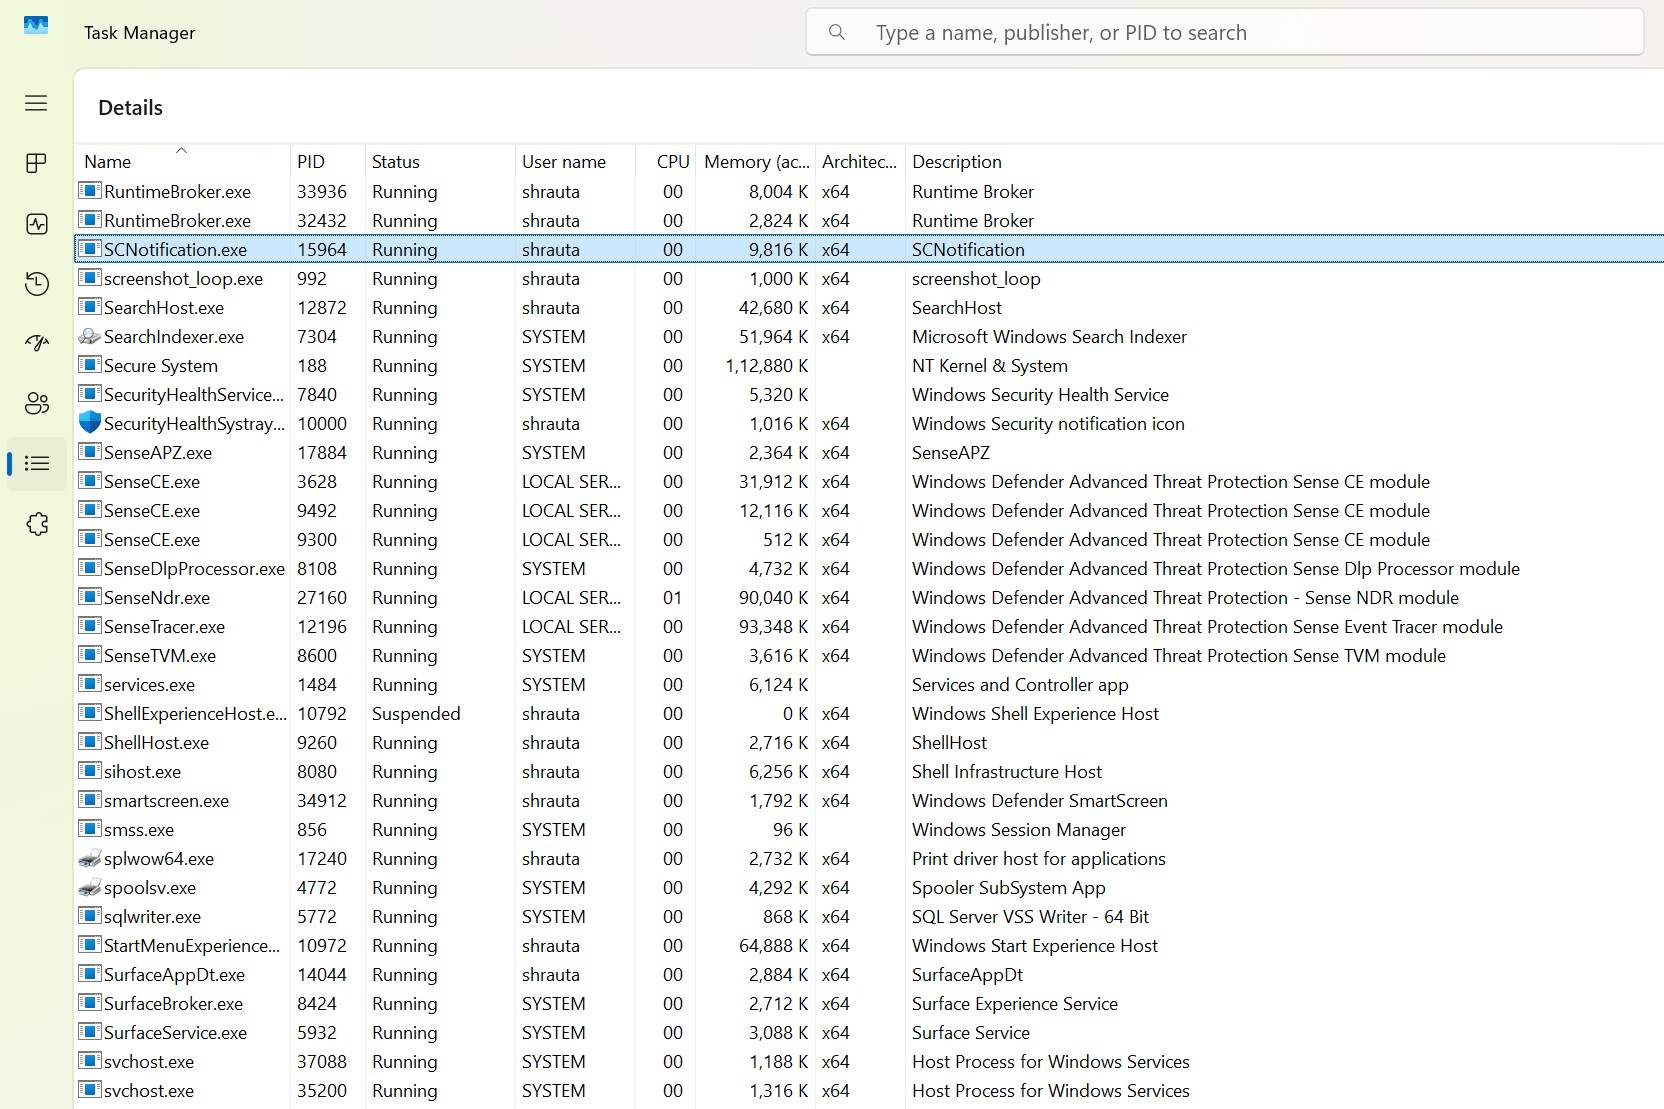 Task Manager
Type a name, publisher, or PID to search
Details
Name PID Status User name CPU Memory (ac... Architec... Description
RuntimeBroker.exe 33936 Running shrauta 00 8,004 K x64 Runtime Broker
RuntimeBroker.exe 32432 Running shrauta 00 2,824 K x64 Runtime Broker
SCNotification.exe 15964 Running shrauta 00 9,816 K x64 SCNotification
screenshot_loop.exe 992 Running shrauta 00 1,000 K x64 screenshot_loop
SearchHost.exe 12872 Running shrauta 00 42,680 K x64 SearchHost
SearchIndexer.exe 7304 Running SYSTEM 00 51,964 K x64 Microsoft Windows Search Indexer
Secure System 188 Running SYSTEM 00 1,12,880 K NT Kernel & System
SecurityHealthService... 7840 Running SYSTEM 00 5,320 K Windows Security Health Service
SecurityHealthSystray... 10000 Running shrauta 00 1,016 K x64 Windows Security notification icon
SenseAPZ.exe 17884 Running SYSTEM 00 2,364 K x64 SenseAPZ
SenseCE.exe 3628 Running LOCAL SER... 00 31,912 K x64 Windows Defender Advanced Threat Protection Sense CE module
SenseCE.exe 9492 Running LOCAL SER... 00 12,116 K x64 Windows Defender Advanced Threat Protection Sense CE module
SenseCE.exe 9300 Running LOCAL SER... 00 512 K x64 Windows Defender Advanced Threat Protection Sense CE module
SenseDlpProcessor.exe 8108 Running SYSTEM 00 4,732 K x64 Windows Defender Advanced Threat Protection Sense Dlp Processor module
SenseNdr.exe 27160 Running LOCAL SER... 01 90,040 K x64 Windows Defender Advanced Threat Protection - Sense NDR module
SenseTracer.exe 12196 Running LOCAL SER... 00 93,348 K x64 Windows Defender Advanced Threat Protection Sense Event Tracer module
SenseTVM.exe 8600 Running SYSTEM 00 3,616 K x64 Windows Defender Advanced Threat Protection Sense TVM module
services.exe 1484 Running SYSTEM 00 6,124 K Services and Controller app
ShellExperienceHost.e... 10792 Suspended shrauta 00 0 K x64 Windows Shell Experience Host
ShellHost.exe 9260 Running shrauta 00 2,716 K x64 ShellHost
sihost.exe 8080 Running shrauta 00 6,256 K x64 Shell Infrastructure Host
smartscreen.exe 34912 Running shrauta 00 1,792 K x64 Windows Defender SmartScreen
smss.exe 856 Running SYSTEM 00 96 K Windows Session Manager
splwow64.exe 17240 Running shrauta 00 2,732 K x64 Print driver host for applications
spoolsv.exe 4772 Running SYSTEM 00 4,292 K x64 Spooler SubSystem App
sqlwriter.exe 5772 Running SYSTEM 00 868 K x64 SQL Server VSS Writer - 64 Bit
StartMenuExperience... 10972 Running shrauta 00 64,888 K x64 Windows Start Experience Host
SurfaceAppDt.exe 14044 Running shrauta 00 2,884 K x64 SurfaceAppDt
SurfaceBroker.exe 8424 Running SYSTEM 00 2,712 K x64 Surface Experience Service
SurfaceService.exe 5932 Running SYSTEM 00 3,088 K x64 Surface Service
svchost.exe 37088 Running SYSTEM 00 1,188 K x64 Host Process for Windows Services
svchost.exe 35200 Running SYSTEM 00 1,316 K x64 Host Process for Windows Services